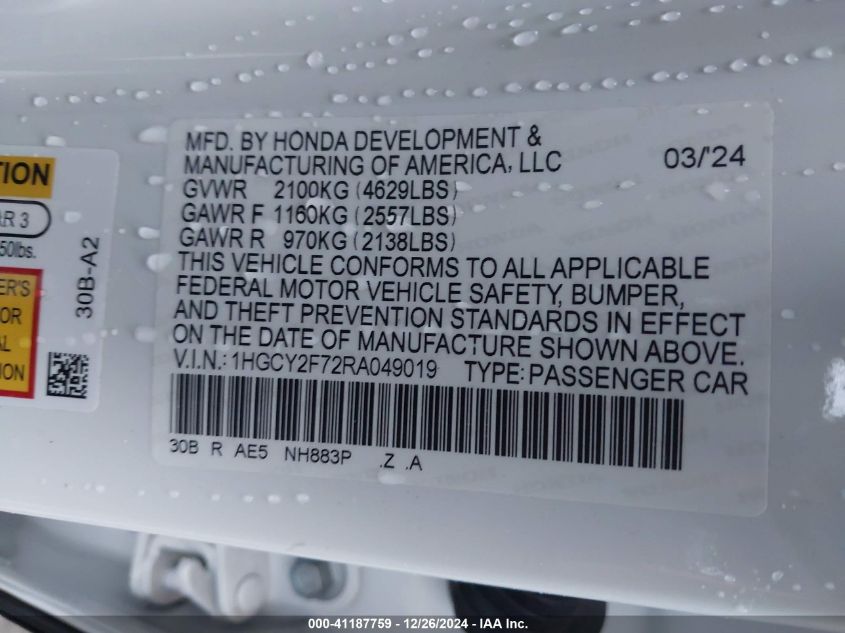 MFD. BY HONDA DEVELOPMENT &
MANUFACTURING OF AMERICA, LLC 03/'24
GVWR 2100KG (4629LBS)
GAWR F 1160KG (2557LBS)
GAWR R 970KG (2138LBS)
THIS VEHICLE CONFORMS TO ALL APPLICABLE
FEDERAL MOTOR VEHICLE SAFETY, BUMPER,
AND THEFT PREVENTION STANDARDS IN EFFECT
ON THE DATE OF MANUFACTURE SHOWN ABOVE.
V.I.N.: 1HGCY2F72RA049019 TYPE: PASSENGER CAR
30B R AE5 NH883P .Z .A
TION
AR 3
50lbs.
ER'S
OR
AL
ION
30B-A2
000-41187759 - 12/26/2024 - IAA Inc.